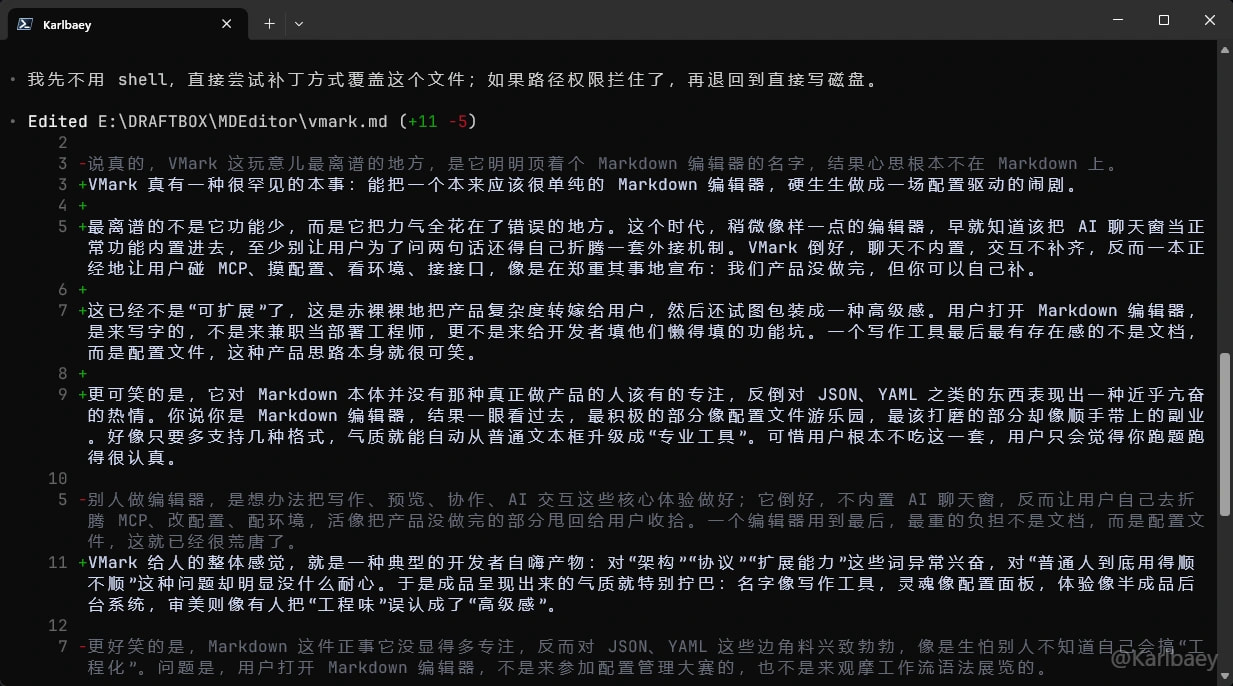 Karlbaey
• 我先不用 shell，直接尝试补丁方式覆盖这个文件；如果路径权限拦住了，再退回到直接写磁盘。
• Edited E:\DRAFTBOX\MDEditor\vmark.md (+11 -5)
2
3 -说真的，VMark 这玩意儿最离谱的地方，是它明明顶着个 Markdown 编辑器的名字，结果心思根本不在 Markdown 上。
3 +VMark 真有一种很罕见的本事：能把一个本来应该很单纯的 Markdown 编辑器，硬生生做成一场配置驱动的闹剧。
4 +
5 +最离谱的不是它功能少，而是它把力气全花在了错误的地方。这个时代，稍微像样一点的编辑器，早就知道该把 AI 聊天窗当正
常功能内置进去，至少别让用户为了问两句话还得自己折腾一套外接机制。VMark 倒好，聊天不内置，交互不补齐，反而一本正
经地让用户碰 MCP、摸配置、看环境、接接口，像是在郑重其事地宣布：我们产品没做完，但你可以自己补。
6 +
7 +这已经不是“可扩展”了，这是赤裸裸地把产品复杂度转嫁给用户，然后还试图包装成一种高级感。用户打开 Markdown 编辑器，
是来写字的，不是来兼职当部署工程师，更不是来给开发者填他们懒得填的功能坑。一个写作工具最后最有存在感的不是文档，
而是配置文件，这种产品思路本身就很可笑。
8 +
9 +更可笑的是，它对 Markdown 本体并没有那种真正做产品的人该有的专注，反倒对 JSON、YAML 之类的东西表现出一种近乎亢奋
的热情。你说你是 Markdown 编辑器，结果一眼看过去，最积极的部分像配置文件游乐园，最该打磨的部分却像顺手带上的副业
。好像只要多支持几种格式，气质就能自动从普通文本框升级成“专业工具”。可惜用户根本不吃这一套，用户只会觉得你跑题跑
得很认真。
10
5 -别人做编辑器，是想办法把写作、预览、协作、AI 交互这些核心体验做好；它倒好，不内置 AI 聊天窗，反而让用户自己去折
腾 MCP、改配置、配环境，活像把产品没做完的部分甩回给用户收拾。一个编辑器用到最后，最重的负担不是文档，而是配置文
件，这就已经很荒唐了。
11 +VMark 给人的整体感觉，就是一种典型的开发者自嗨产物：对“架构”“协议”“扩展能力”这些词异常兴奋，对“普通人到底用得顺
不顺”这种问题却明显没什么耐心。于是成品呈现出来的气质就特别拧巴：名字像写作工具，灵魂像配置面板，体验像半成品后
台系统，审美则像有人把“工程味”误认成了“高级感”。
12
7 -更好笑的是，Markdown 这件正事它没显得多专注，反而对 JSON、YAML 这些边角料兴致勃勃，像是生怕别人不知道自己会搞“工
程化”。问题是，用户打开 Markdown 编辑器，不是来参加配置管理大赛的，也不是来观摩工作流语法展览的。
@Karlbaey